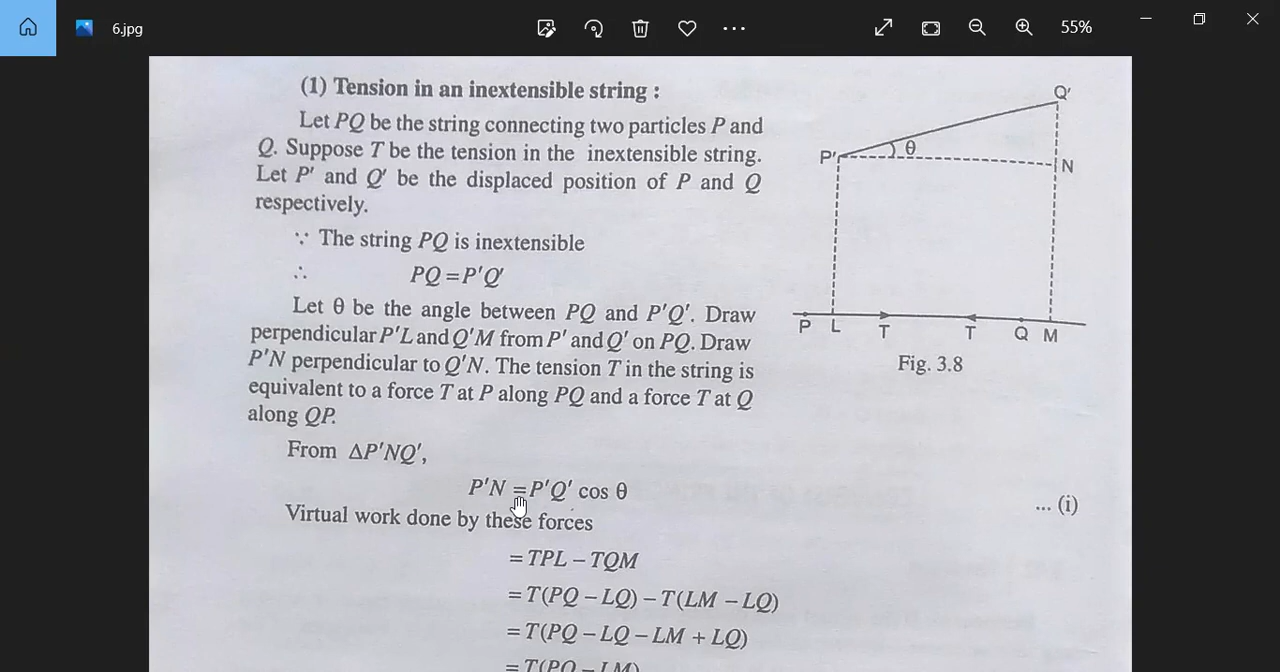 6.jpg
55%
(1) Tension in an inextensible string :
Let PQ be the string connecting two particles P and
Q. Suppose T be the tension in the inextensible string.
Let P' and Q' be the displaced position of P and Q
respectively.
∵ The string PQ is inextensible
∴ PQ = P'Q'
Let θ be the angle between PQ and P'Q'. Draw
perpendicular P'L and Q'M from P' and Q' on PQ. Draw
P'N perpendicular to Q'N. The tension T in the string is
equivalent to a force T at P along PQ and a force T at Q
along QP.
Q'
P'
θ
N
P L T T Q M
Fig. 3.8
From ΔP'NQ',
P'N = P'Q' cos θ ... (i)
Virtual work done by these forces
= TPL – TQM
= T(PQ – LQ) – T(LM – LQ)
= T(PQ – LQ – LM + LQ)
= T(PQ – LM)